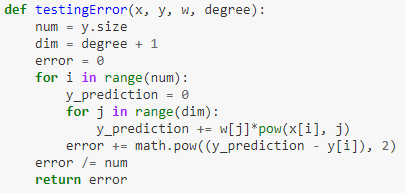 def testingError(x, y, w, degree):
    num = y.size
    dim = degree + 1
    error = 0
    for i in range(num):
        y_prediction = 0
        for j in range(dim):
            y_prediction += w[j]*pow(x[i], j)
        error += math.pow((y_prediction - y[i]), 2)
    error /= num
    return error